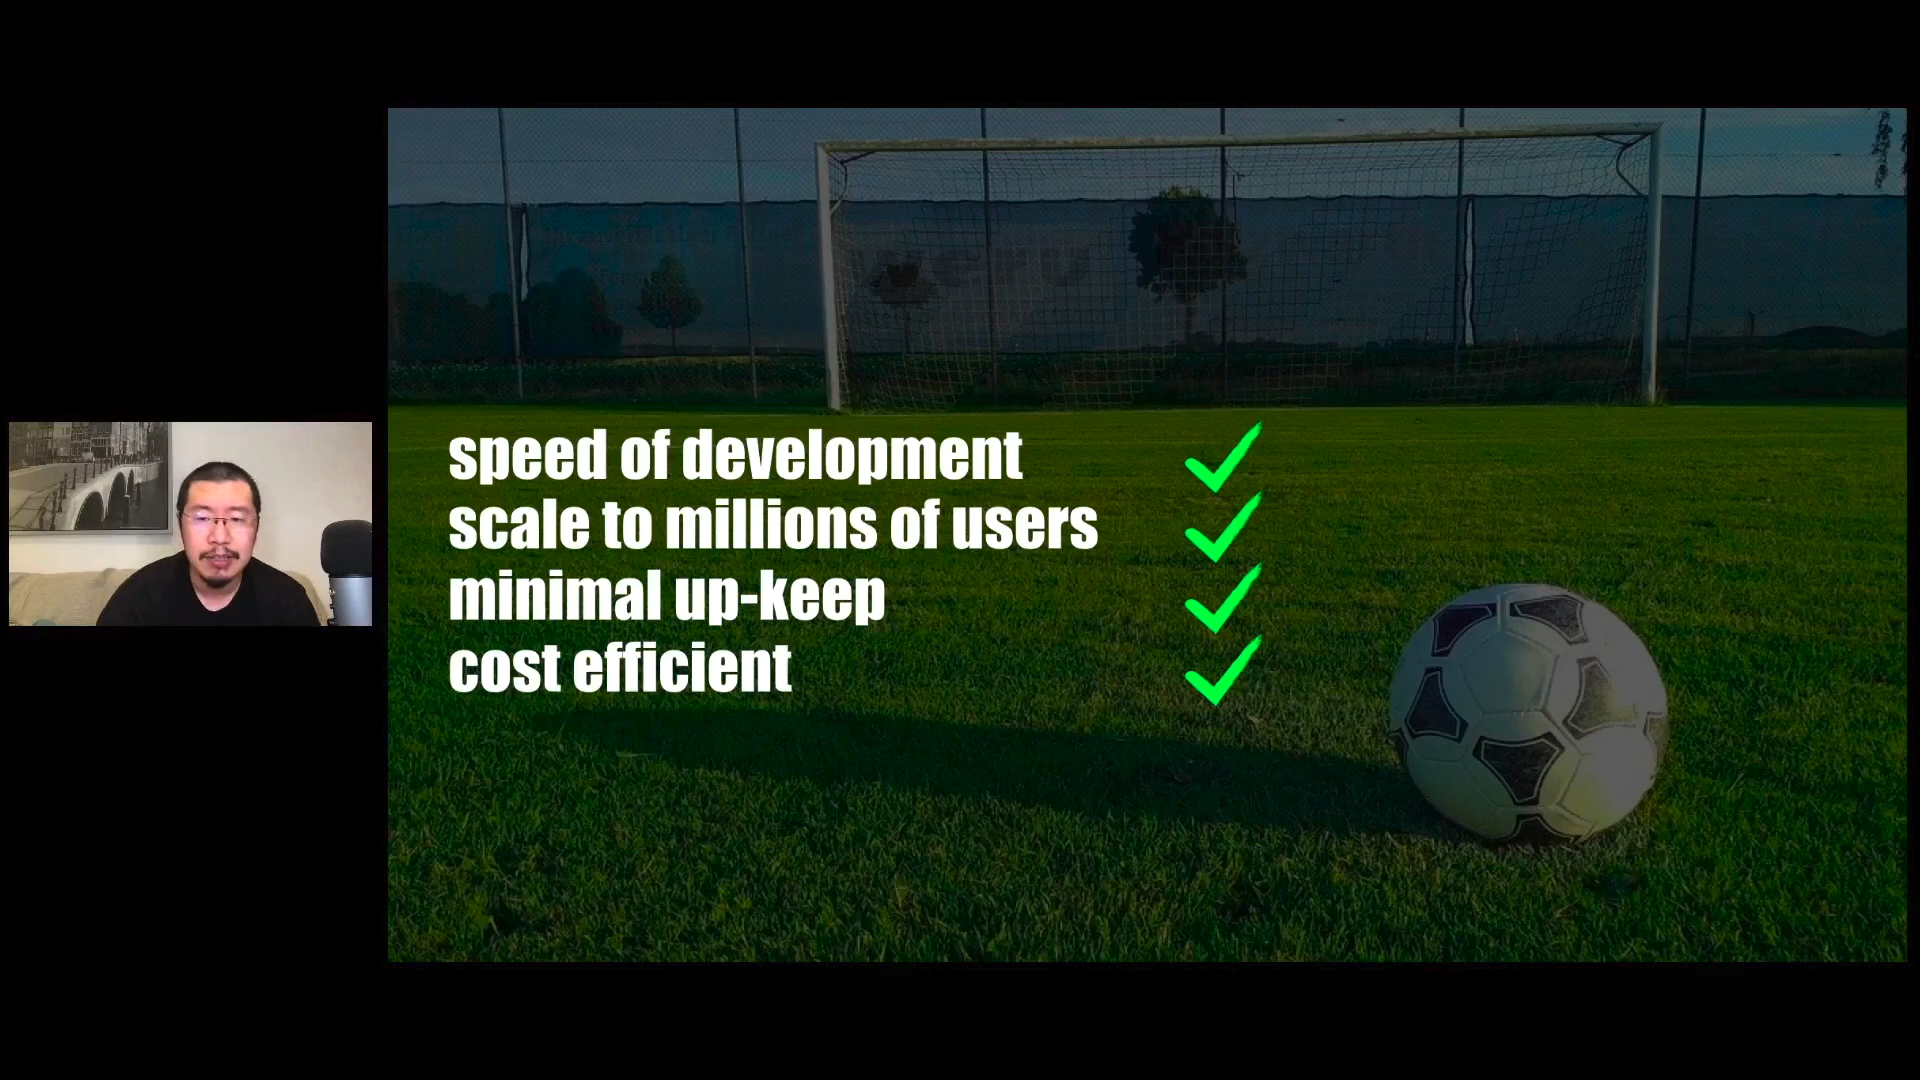 speed of development
scale to millions of users
minimal up-keep
cost efficient